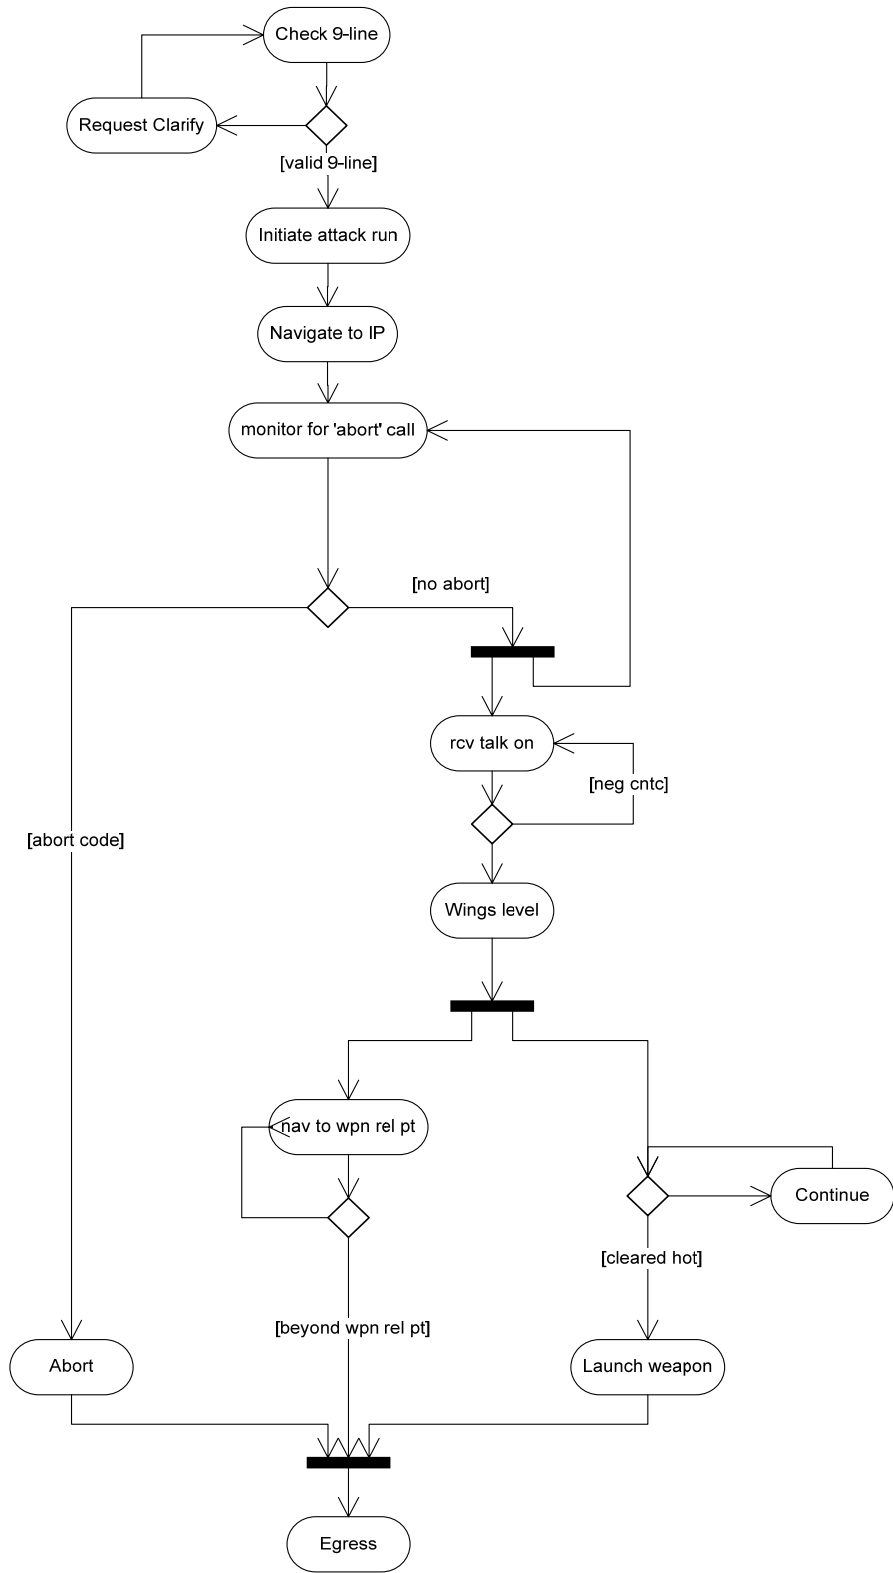 Check 9-line
Request Clarify
[valid 9-line]
Initiate attack run
Navigate to IP
monitor for 'abort' call
[no abort]
rcv talk on
[neg cntc]
[abort code]
Wings level
nav to wpn rel pt
Continue
[cleared hot]
[beyond wpn rel pt]
Abort
Launch weapon
Egress